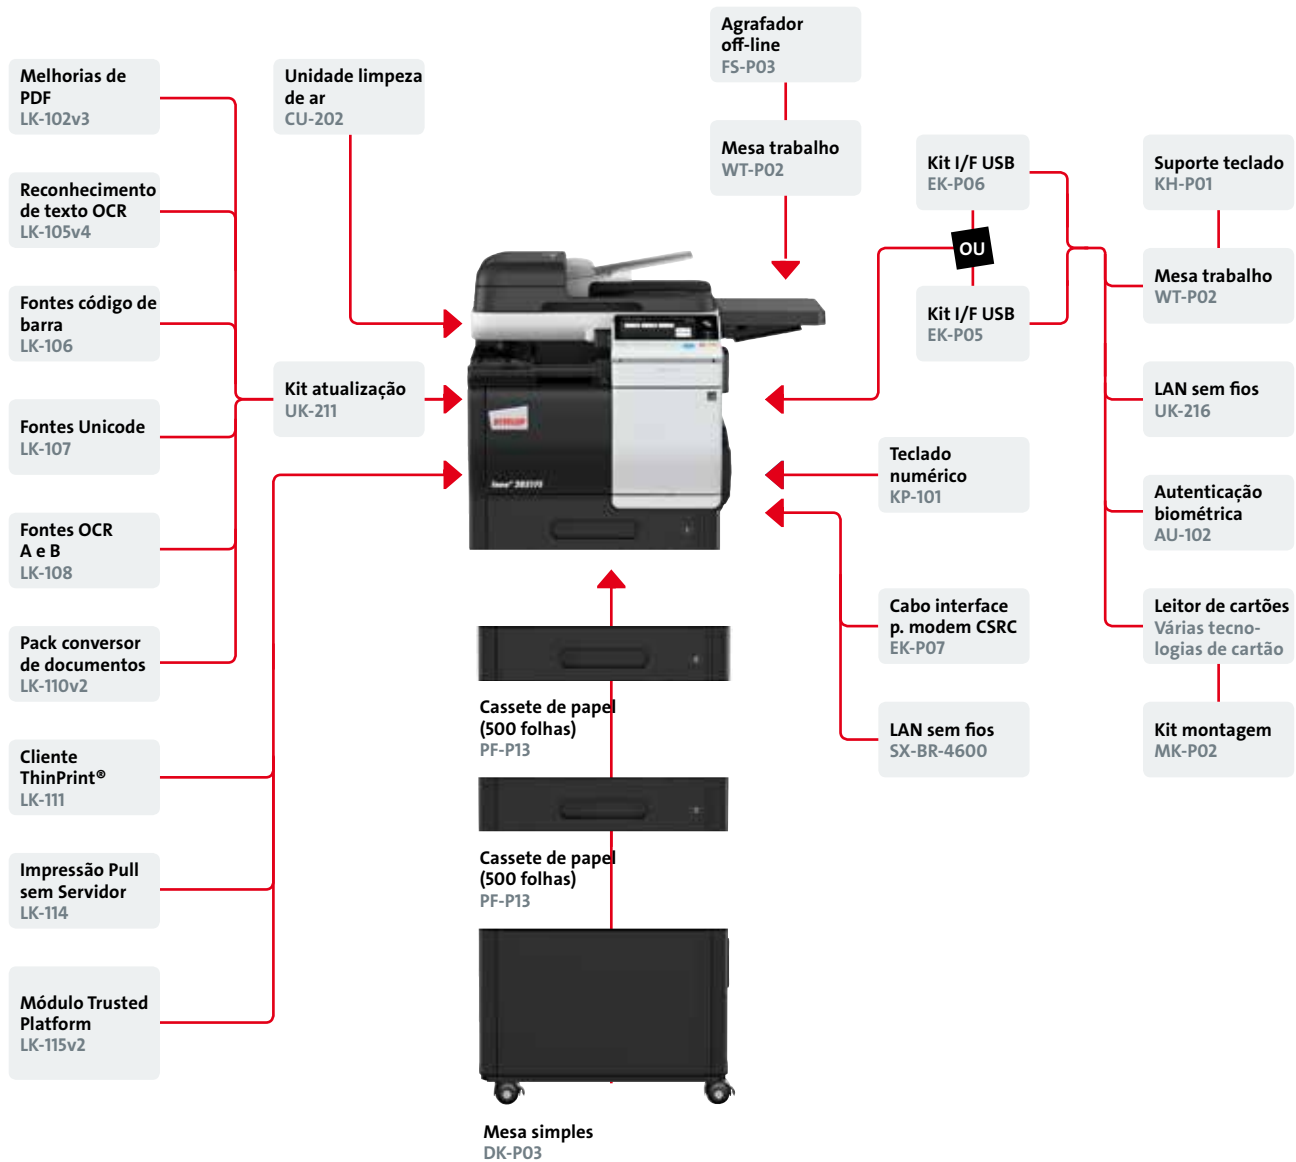 Melhorias de
PDF
LK-102v3
Reconhecimento
de texto OCR
LK-105v4
Fontes código de
barra
LK-106
Fontes Unicode
LK-107
Fontes OCR
A e B
LK-108
Pack conversor
de documentos
LK-110v2
Cliente
ThinPrint®
LK-111
Impressão Pull
sem Servidor
LK-114
Módulo Trusted
Platform
LK-115v2
Unidade limpeza
de ar
CU-202
Kit atualização
UK-211
Agrafador
off-line
FS-P03
Mesa trabalho
WT-P02
Cassete de papel
(500 folhas)
PF-P13
Cassete de papel
(500 folhas)
PF-P13
Mesa simples
DK-P03
Kit I/F USB
EK-P06
OU
Kit I/F USB
EK-P05
Teclado
numérico
KP-101
Cabo interface
p. modem CSRC
EK-P07
LAN sem fios
SX-BR-4600
Suporte teclado
KH-P01
Mesa trabalho
WT-P02
LAN sem fios
UK-216
Autenticação
biométrica
AU-102
Leitor de cartões
Várias tecno-
logias de cartão
Kit montagem
MK-P02